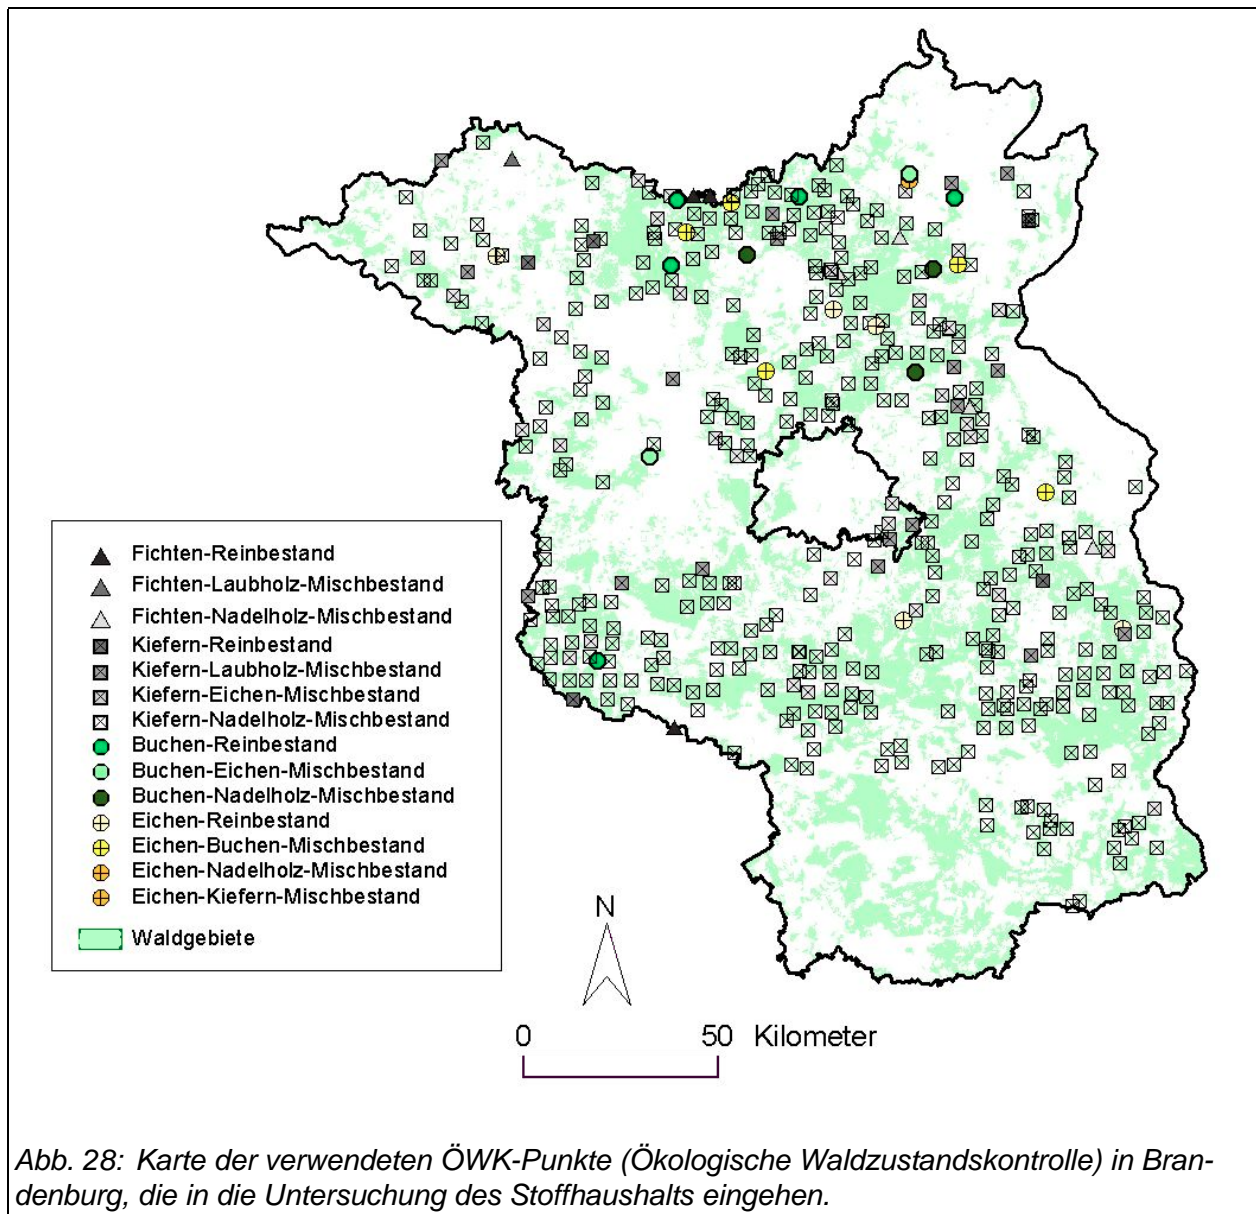 Fichten-Reinbestand
Fichten-Laubholz-Mischbestand
Fichten-Nadelholz-Mischbestand
Kiefern-Reinbestand
Kiefern-Laubholz-Mischbestand
Kiefern-Eichen-Mischbestand
Kiefern-Nadelholz-Mischbestand
Buchen-Reinbestand
Buchen-Eichen-Mischbestand
Buchen-Nadelholz-Mischbestand
Eichen-Reinbestand
Eichen-Buchen-Mischbestand
Eichen-Nadelholz-Mischbestand
Eichen-Kiefern-Mischbestand
Waldgebiete
N
0 50 Kilometer
Abb. 28: Karte der verwendeten ÖWK-Punkte (Ökologische Waldzustandskontrolle) in Bran-
denburg, die in die Untersuchung des Stoffhaushalts eingehen.